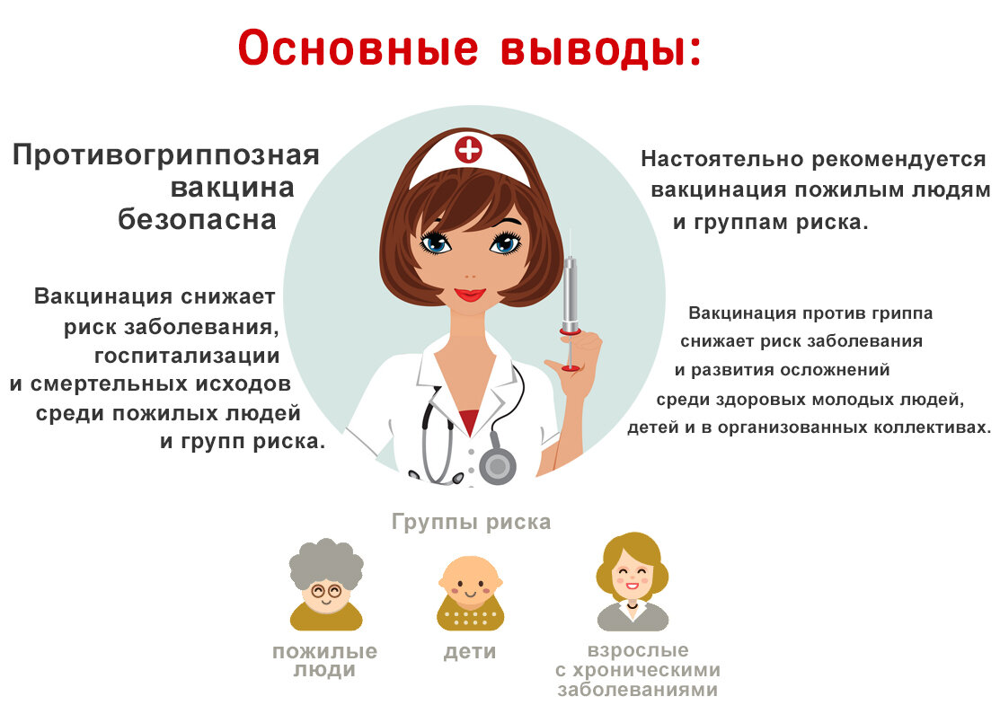 Основные выводы:
Противогриппозная
вакцина
безопасна
Вакцинация снижает
риск заболевания,
госпитализации
и смертельных исходов
среди пожилых людей
и групп риска.
Настоятельно рекомендуется
вакцинация пожилым людям
и группам риска.
Вакцинация против гриппа
снижает риск заболевания
и развития осложнений
среди здоровых молодых людей,
детей и в организованных коллективах.
Группы риска
пожилые
люди
дети
взрослые
с хроническими
заболеваниями